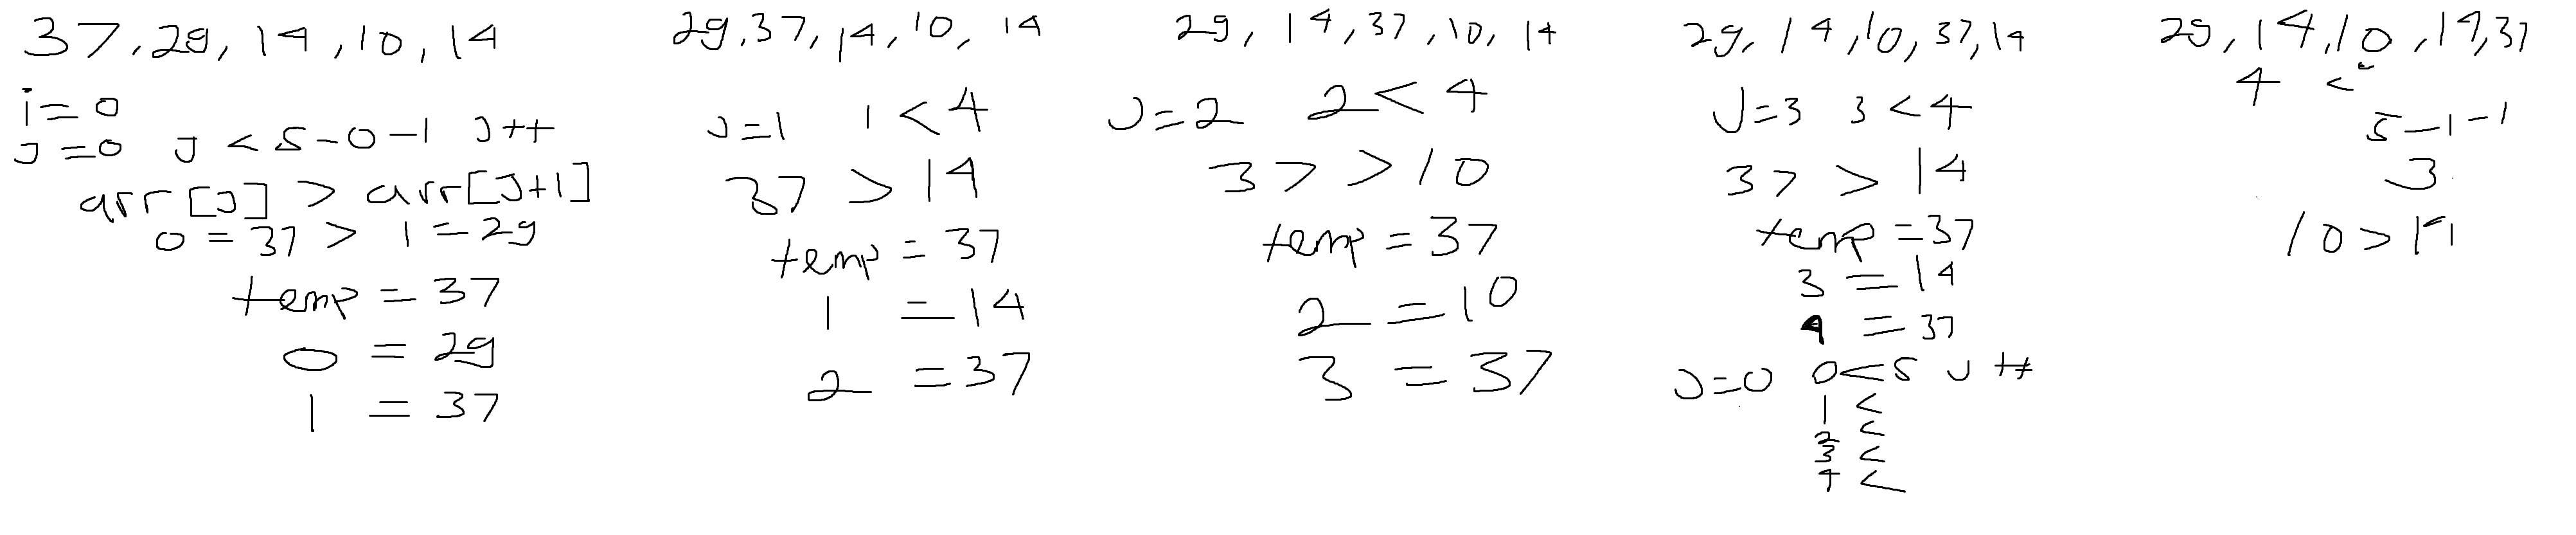 37, 29, 14, 10, 14
i=0
J=0 J < 5-0-1 J++
arr[J] > arr[J+1]
0 = 37 > 1 = 29
temp = 37
0 = 29
1 = 37
29, 37, 14, 10, 14
J=1 1 < 4
37 > 14
temp = 37
1 = 14
2 = 37
29, 14, 37, 10, 14
J=2 2 < 4
37 > 10
temp = 37
2 = 10
3 = 37
29, 14, 10, 37, 14
J=3 3 < 4
37 > 14
temp = 37
3 = 14
4 = 37
J=0 0 < 5 J ++
1 <
2 <
3 <
4 <
29, 14, 10, 14, 37
4 <
5-1-1
3
10 >